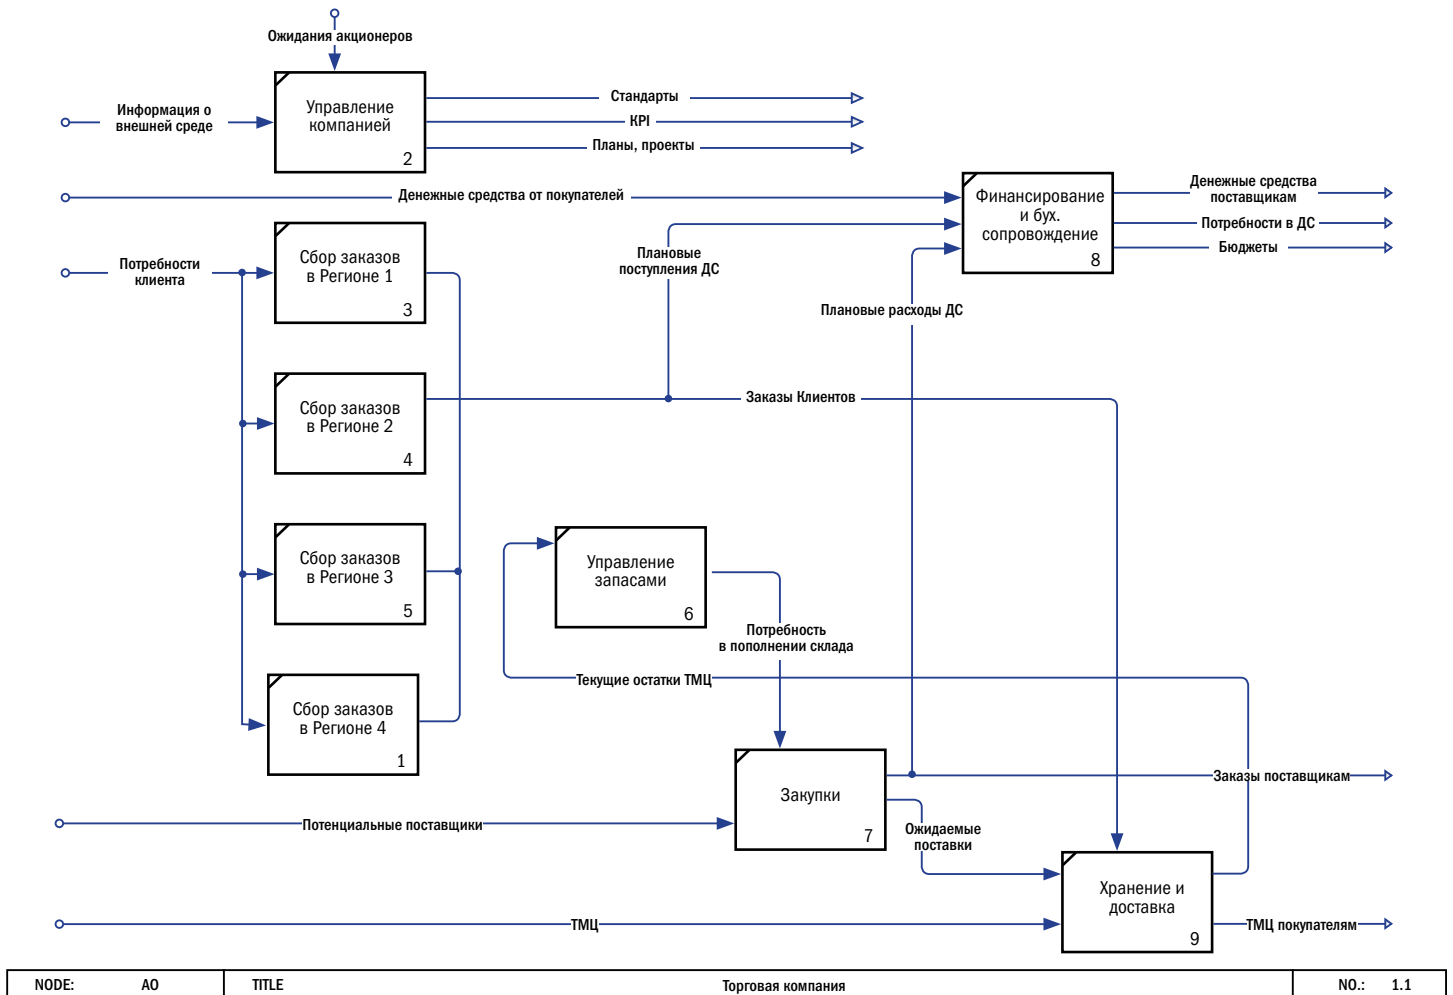 Ожидания акционеров
Информация о
внешней среде
Управление
компанией
2
Стандарты
KPI
Планы, проекты
Денежные средства от покупателей
Финансирование
и бух.
сопровождение
8
Денежные средства
поставщикам
Потребности в ДС
Бюджеты
Потребности
клиента
Сбор заказов
в Регионе 1
3
Плановые
поступления ДС
Плановые расходы ДС
Сбор заказов
в Регионе 2
4
Заказы Клиентов
Сбор заказов
в Регионе 3
5
Управление
запасами
6
Потребность
в пополнении склада
Текущие остатки ТМЦ
Сбор заказов
в Регионе 4
1
Закупки
7
Заказы поставщикам
Потенциальные поставщики
Ожидаемые
поставки
Хранение и
доставка
9
ТМЦ
ТМЦ покупателям
NODE: AO TITLE Торговая компания NO.: 1.1